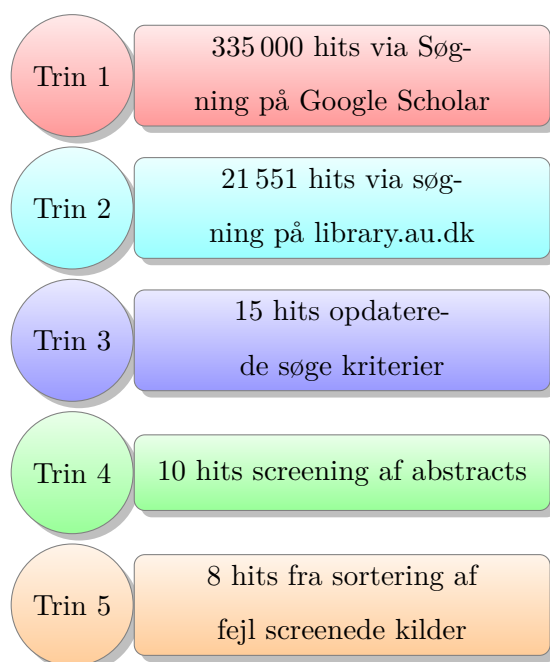 Trin 1
335 000 hits via Søg-
ning på Google Scholar
Trin 2
21 551 hits via søg-
ning på library.au.dk
Trin 3
15 hits opdatere-
de søge kriterier
Trin 4
10 hits screening af abstracts
Trin 5
8 hits fra sortering af
fejl screenede kilder